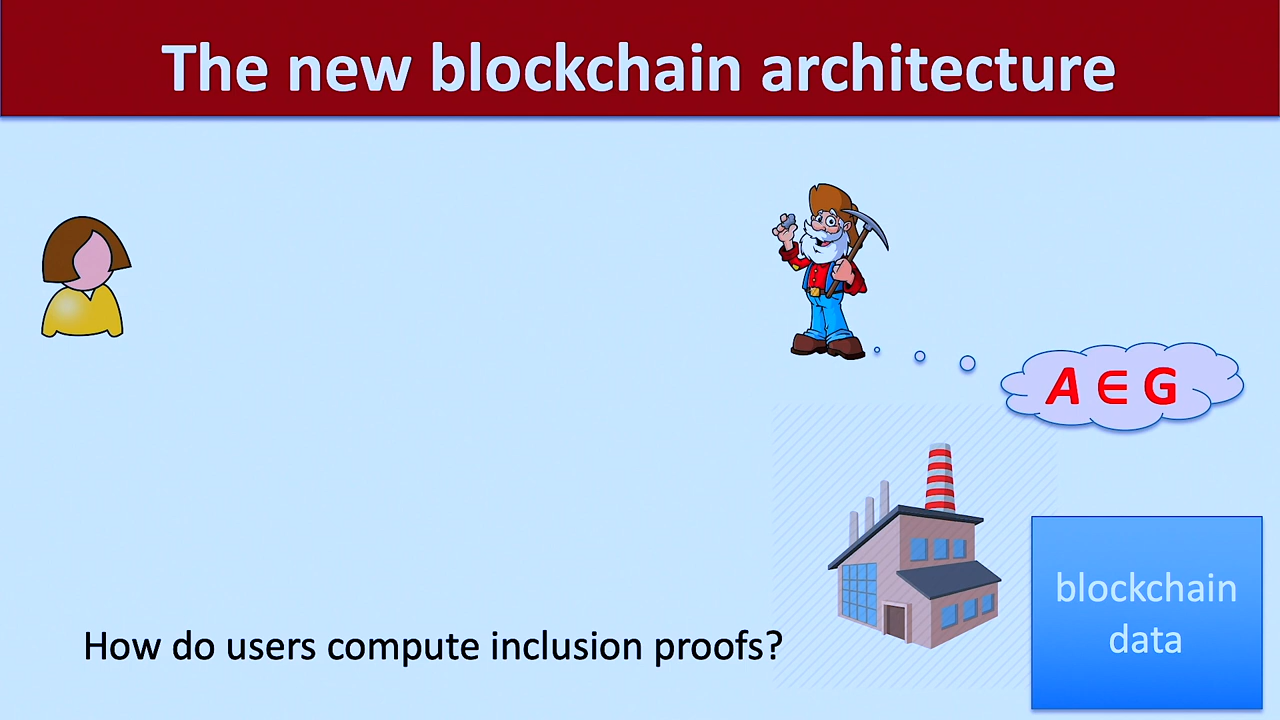 The new blockchain architecture
A ∈ G
blockchain
data
How do users compute inclusion proofs?